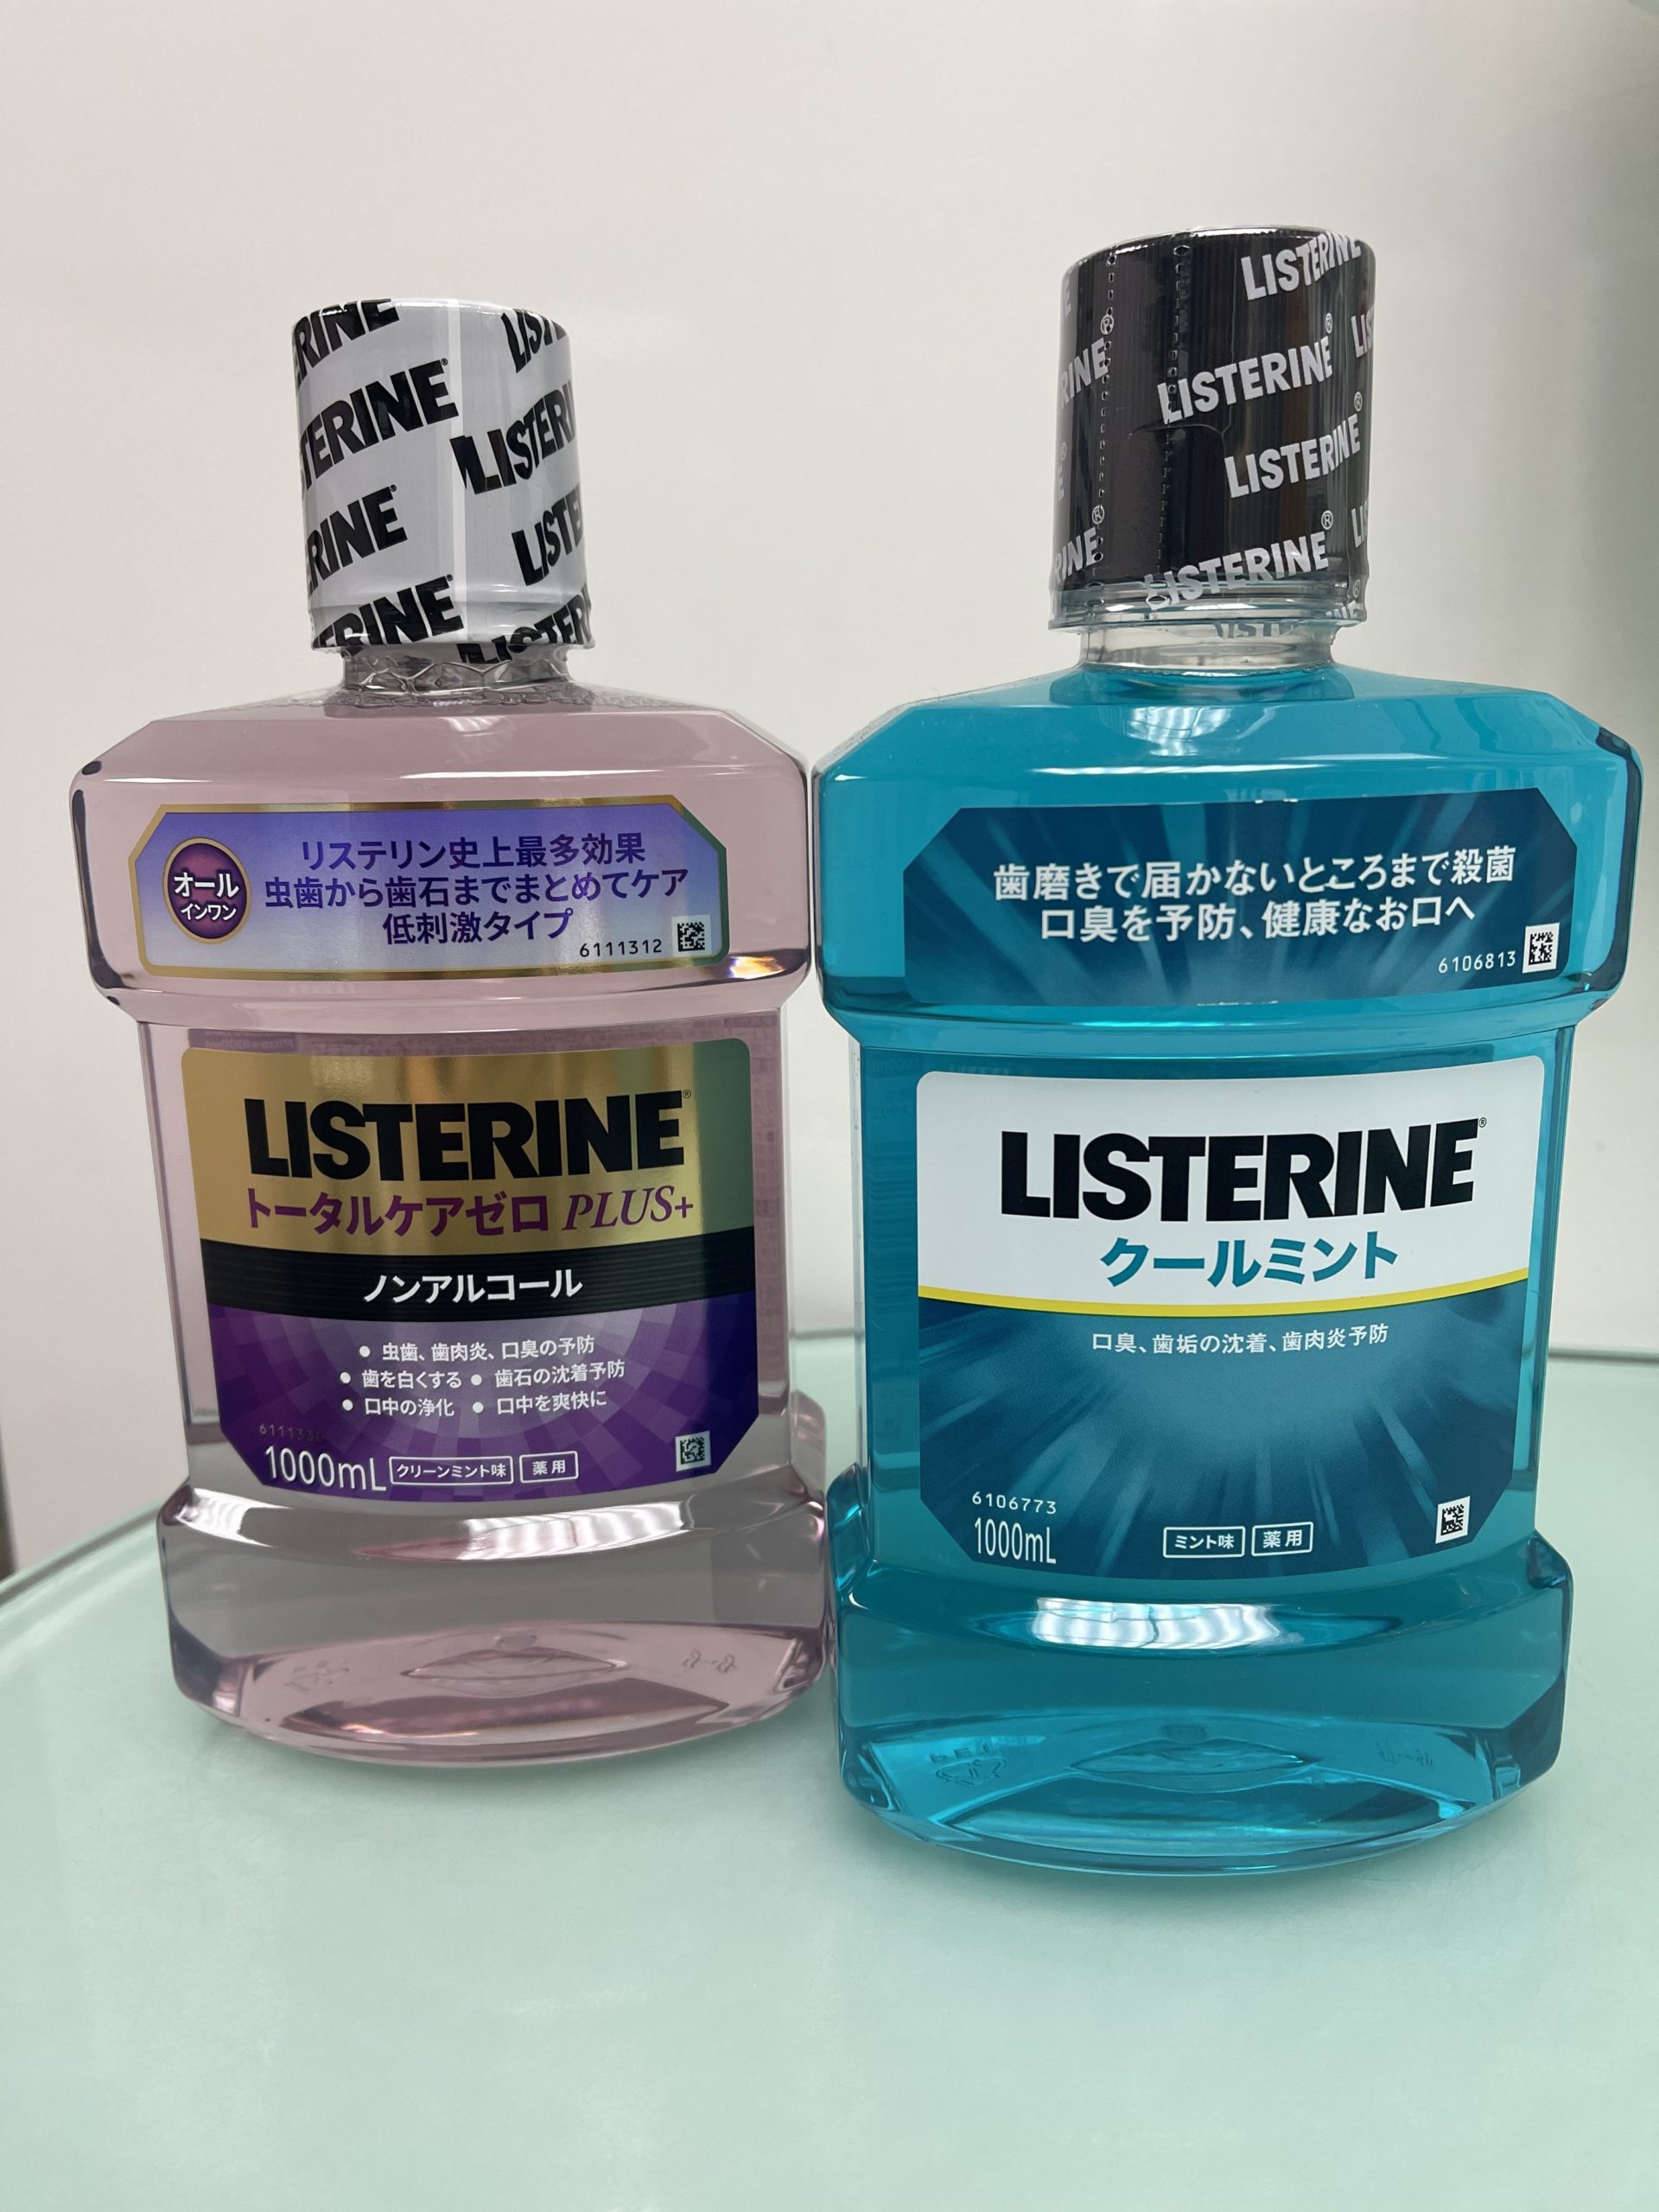 LISTERINE
LISTERINE
LISTERINE
LISTERINE
オール
インワン
リステリン史上最多効果
虫歯から歯石までまとめてケア
低刺激タイプ
6111312
LISTERINE®
トータルケアゼロ PLUS+
ノンアルコール
• 虫歯、歯肉炎、口臭の予防
• 歯を白くする • 歯石の沈着予防
• 口中の浄化 • 口中を爽快に
1000mL クリーンミント味 薬用
LISTERINE
LISTERINE®
LISTERINE®
LISTERINE®
歯磨きで届かないところまで殺菌
口臭を予防、健康なお口へ
6106813
LISTERINE®
クールミント
口臭、歯垢の沈着、歯肉炎予防
6106773
1000mL
ミント味 薬用